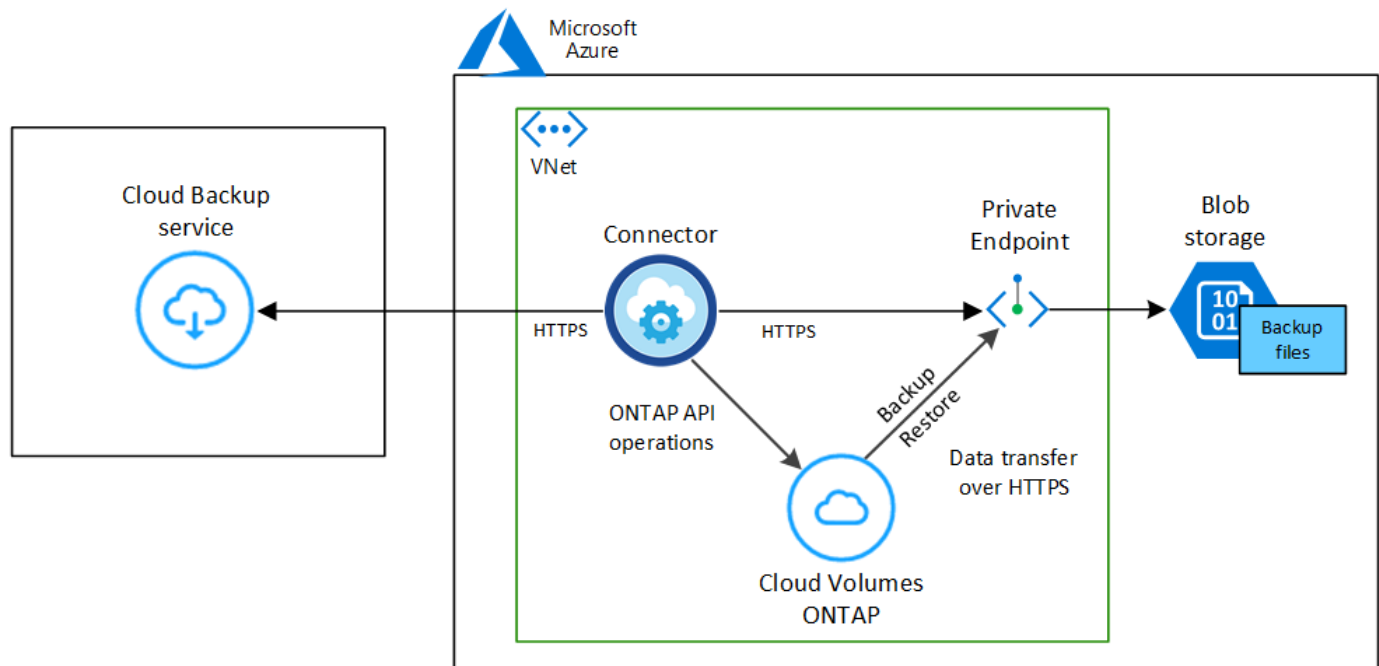 Microsoft
Azure
VNet
Cloud Backup
service
Connector
Private
Endpoint
Blob
storage
10
01
Backup
files
HTTPS
HTTPS
ONTAP API
operations
Backup
Restore
Data transfer
over HTTPS
Cloud Volumes
ONTAP